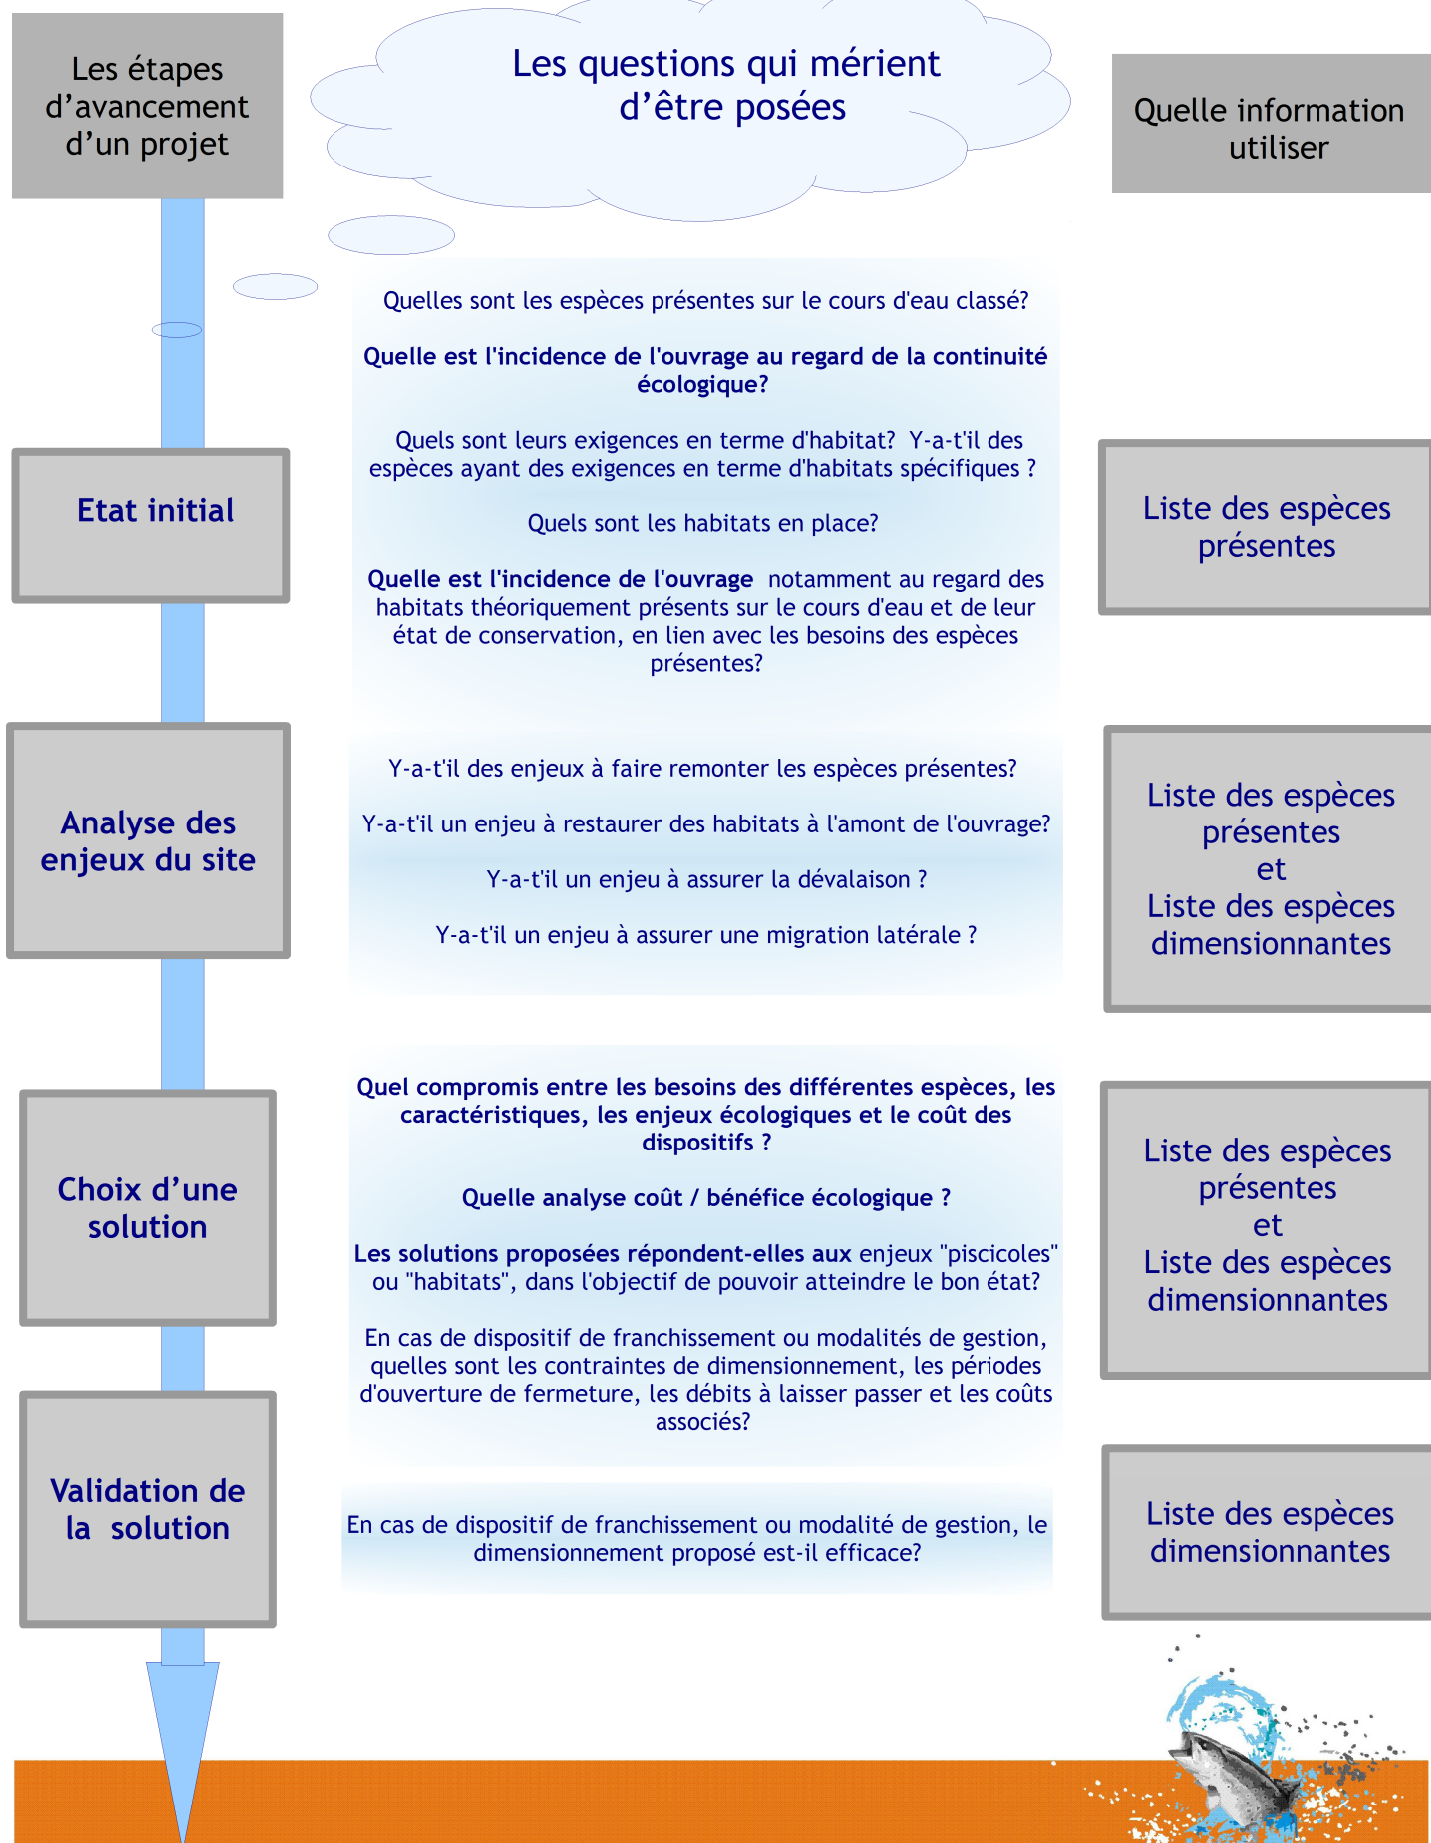 Les étapes
d’avancement
d’un projet
Les questions qui mérient
d’être posées
Quelle information
utiliser
Etat initial
Quelles sont les espèces présentes sur le cours d'eau classé?
Quelle est l'incidence de l'ouvrage au regard de la continuité
écologique?
Quels sont leurs exigences en terme d'habitat?  Y-a-t'il des
espèces ayant des exigences en terme d'habitats spécifiques ?
Quels sont les habitats en place?
Quelle est l'incidence de l'ouvrage  notamment au regard des
habitats théoriquement présents sur le cours d'eau et de leur
état de conservation, en lien avec les besoins des espèces
présentes?
Liste des espèces
présentes
Analyse des
enjeux du site
Y-a-t'il des enjeux à faire remonter les espèces présentes?
Y-a-t'il un enjeu à restaurer des habitats à l'amont de l'ouvrage?
Y-a-t'il un enjeu à assurer la dévalaison ?
Y-a-t'il un enjeu à assurer une migration latérale ?
Liste des espèces
présentes
et
Liste des espèces
dimensionnantes
Choix d’une
solution
Quel compromis entre les besoins des différentes espèces, les
caractéristiques, les enjeux écologiques et le coût des
dispositifs ?
Quelle analyse coût / bénéfice écologique ?
Les solutions proposées répondent-elles aux enjeux "piscicoles"
ou "habitats", dans l'objectif de pouvoir atteindre le bon état?
En cas de dispositif de franchissement ou modalités de gestion,
quelles sont les contraintes de dimensionnement, les périodes
d'ouverture de fermeture, les débits à laisser passer et les coûts
associés?
Liste des espèces
présentes
et
Liste des espèces
dimensionnantes
Validation de
la  solution
En cas de dispositif de franchissement ou modalité de gestion, le
dimensionnement proposé est-il efficace?
Liste des espèces
dimensionnantes